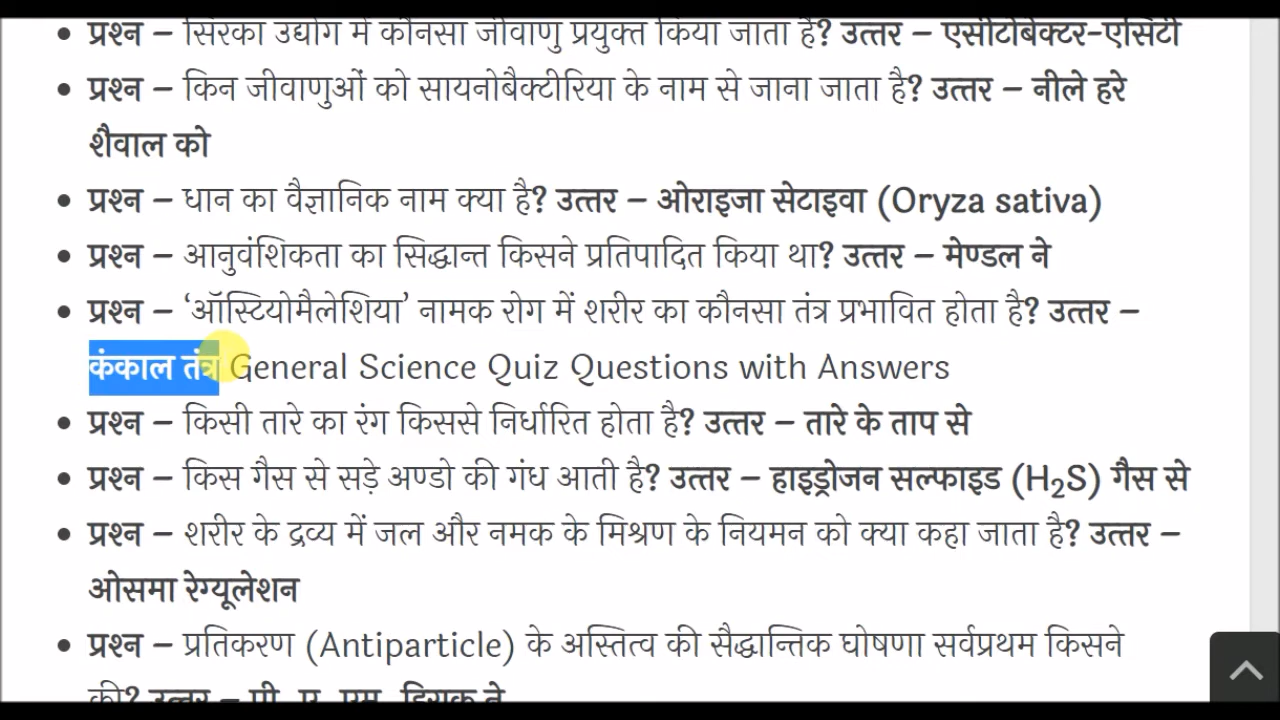 • प्रश्न – सिरका उद्योग में कौनसा जीवाणु प्रयुक्त किया जाता है? उत्तर – एसीटोबेक्टर-एसिटी
• प्रश्न – किन जीवाणुओं को सायनोबैक्टीरिया के नाम से जाना जाता है? उत्तर – नीले हरे
शैवाल को
• प्रश्न – धान का वैज्ञानिक नाम क्या है? उत्तर – ओराइजा सेटाइवा (Oryza sativa)
• प्रश्न – आनुवंशिकता का सिद्धान्त किसने प्रतिपादित किया था? उत्तर – मेण्डल ने
• प्रश्न – ‘ऑस्टियोमैलेशिया’ नामक रोग में शरीर का कौनसा तंत्र प्रभावित होता है? उत्तर –
कंकाल तंत्र General Science Quiz Questions with Answers
• प्रश्न – किसी तारे का रंग किससे निर्धारित होता है? उत्तर – तारे के ताप से
• प्रश्न – किस गैस से सड़े अण्डो की गंध आती है? उत्तर – हाइड्रोजन सल्फाइड (H₂S) गैस से
• प्रश्न – शरीर के द्रव्य में जल और नमक के मिश्रण के नियमन को क्या कहा जाता है? उत्तर –
ओसमा रेग्यूलेशन
• प्रश्न – प्रतिकरण (Antiparticle) के अस्तित्व की सैद्धान्तिक घोषणा सर्वप्रथम किसने
की? उत्तर – पी. ए. एम. डिराक ने